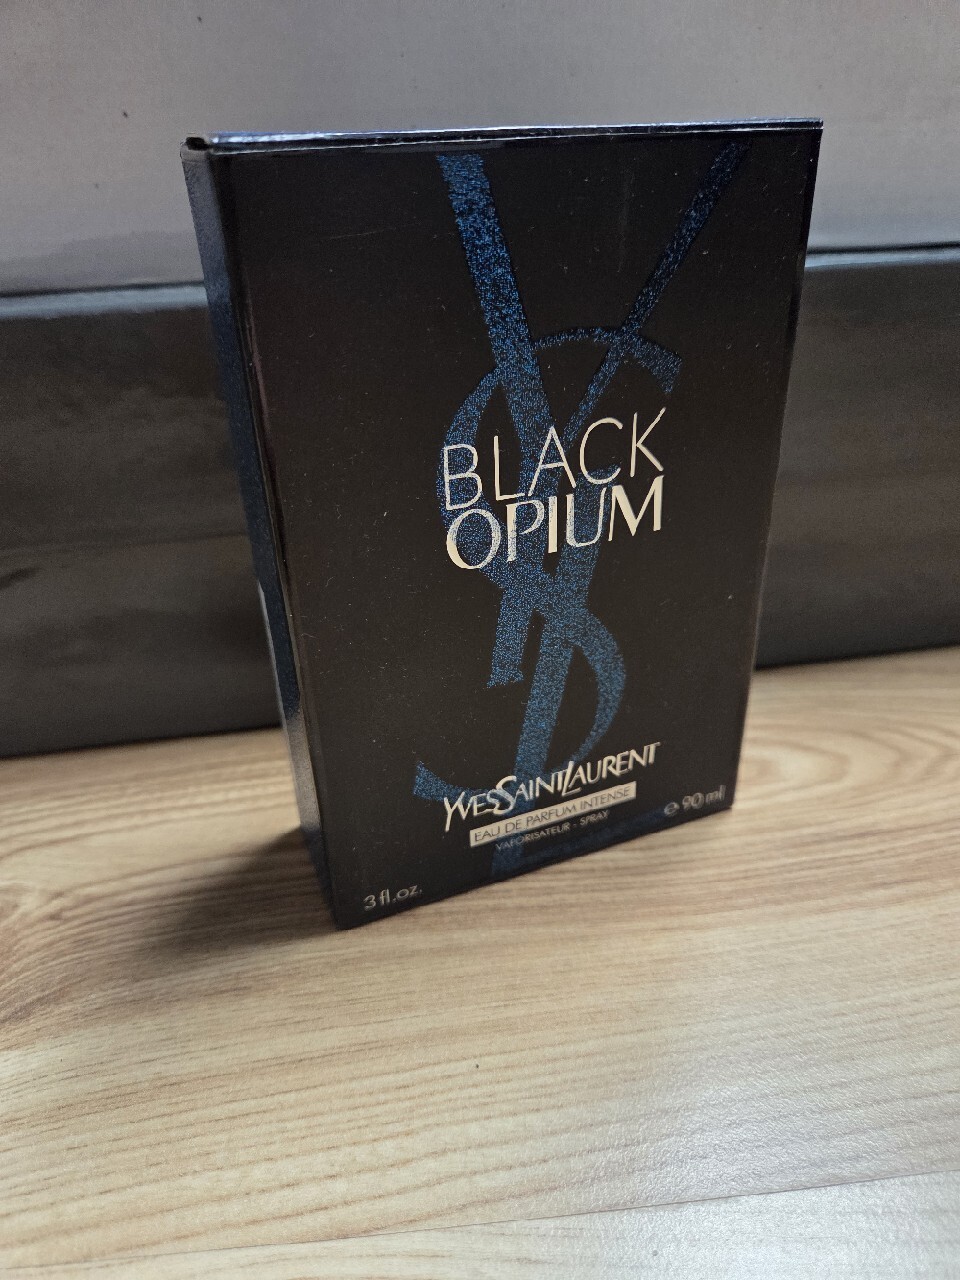 BLACK
OPIUM
YVESSAINTLAURENT
EAU DE PARFUM INTENSE
VAPORISATEUR - SPRAY
3 fl.oz.
℮ 90 ml